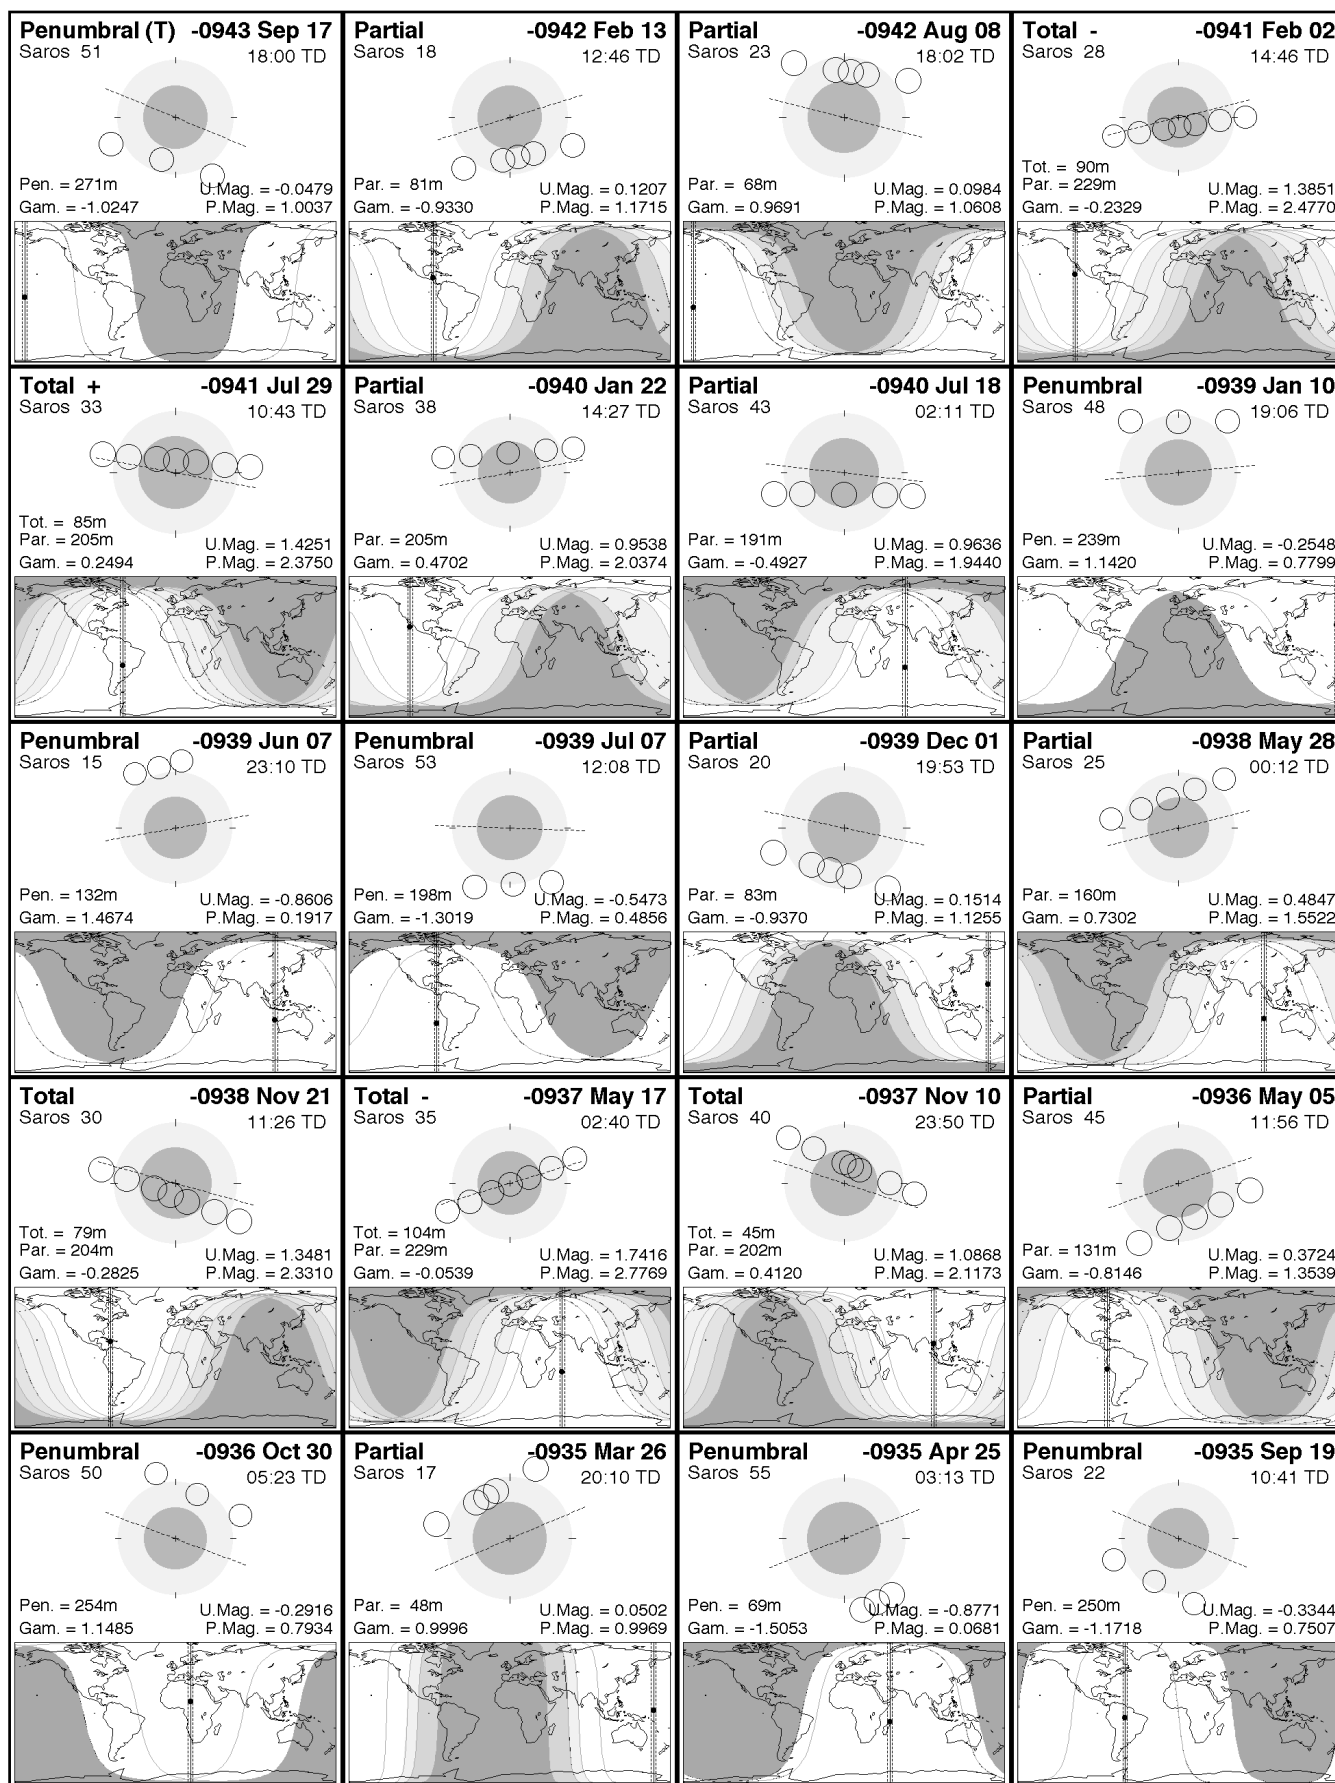 Penumbral (T) -0943 Sep 17
Saros 51 18:00 TD
Pen. = 271m U.Mag. = -0.0479
Gam. = -1.0247 P.Mag. = 1.0037
Partial -0942 Feb 13
Saros 18 12:46 TD
Par. = 81m U.Mag. = 0.1207
Gam. = -0.9330 P.Mag. = 1.1715
Partial -0942 Aug 08
Saros 23 18:02 TD
Par. = 68m U.Mag. = 0.0984
Gam. = 0.9691 P.Mag. = 1.0608
Total - -0941 Feb 02
Saros 28 14:46 TD
Tot. = 90m
Par. = 229m U.Mag. = 1.3851
Gam. = -0.2329 P.Mag. = 2.4770
Total + -0941 Jul 29
Saros 33 10:43 TD
Tot. = 85m
Par. = 205m U.Mag. = 1.4251
Gam. = 0.2494 P.Mag. = 2.3750
Partial -0940 Jan 22
Saros 38 14:27 TD
Par. = 205m U.Mag. = 0.9538
Gam. = 0.4702 P.Mag. = 2.0374
Partial -0940 Jul 18
Saros 43 02:11 TD
Par. = 191m U.Mag. = 0.9636
Gam. = -0.4927 P.Mag. = 1.9440
Penumbral -0939 Jan 10
Saros 48 19:06 TD
Pen. = 239m U.Mag. = -0.2548
Gam. = 1.1420 P.Mag. = 0.7799
Penumbral -0939 Jun 07
Saros 15 23:10 TD
Pen. = 132m U.Mag. = -0.8606
Gam. = 1.4674 P.Mag. = 0.1917
Penumbral -0939 Jul 07
Saros 53 12:08 TD
Pen. = 198m U.Mag. = -0.5473
Gam. = -1.3019 P.Mag. = 0.4856
Partial -0939 Dec 01
Saros 20 19:53 TD
Par. = 83m U.Mag. = 0.1514
Gam. = -0.9370 P.Mag. = 1.1255
Partial -0938 May 28
Saros 25 00:12 TD
Par. = 160m U.Mag. = 0.4847
Gam. = 0.7302 P.Mag. = 1.5522
Total -0938 Nov 21
Saros 30 11:26 TD
Tot. = 79m
Par. = 204m U.Mag. = 1.3481
Gam. = -0.2825 P.Mag. = 2.3310
Total - -0937 May 17
Saros 35 02:40 TD
Tot. = 104m
Par. = 229m U.Mag. = 1.7416
Gam. = -0.0539 P.Mag. = 2.7769
Total -0937 Nov 10
Saros 40 23:50 TD
Tot. = 45m
Par. = 202m U.Mag. = 1.0868
Gam. = 0.4120 P.Mag. = 2.1173
Partial -0936 May 05
Saros 45 11:56 TD
Par. = 131m U.Mag. = 0.3724
Gam. = -0.8146 P.Mag. = 1.3539
Penumbral -0936 Oct 30
Saros 50 05:23 TD
Pen. = 254m U.Mag. = -0.2916
Gam. = 1.1485 P.Mag. = 0.7934
Partial -0935 Mar 26
Saros 17 20:10 TD
Par. = 48m U.Mag. = 0.0502
Gam. = 0.9996 P.Mag. = 0.9969
Penumbral -0935 Apr 25
Saros 55 03:13 TD
Pen. = 69m U.Mag. = -0.8771
Gam. = -1.5053 P.Mag. = 0.0681
Penumbral -0935 Sep 19
Saros 22 10:41 TD
Pen. = 250m U.Mag. = -0.3344
Gam. = -1.1718 P.Mag. = 0.7507